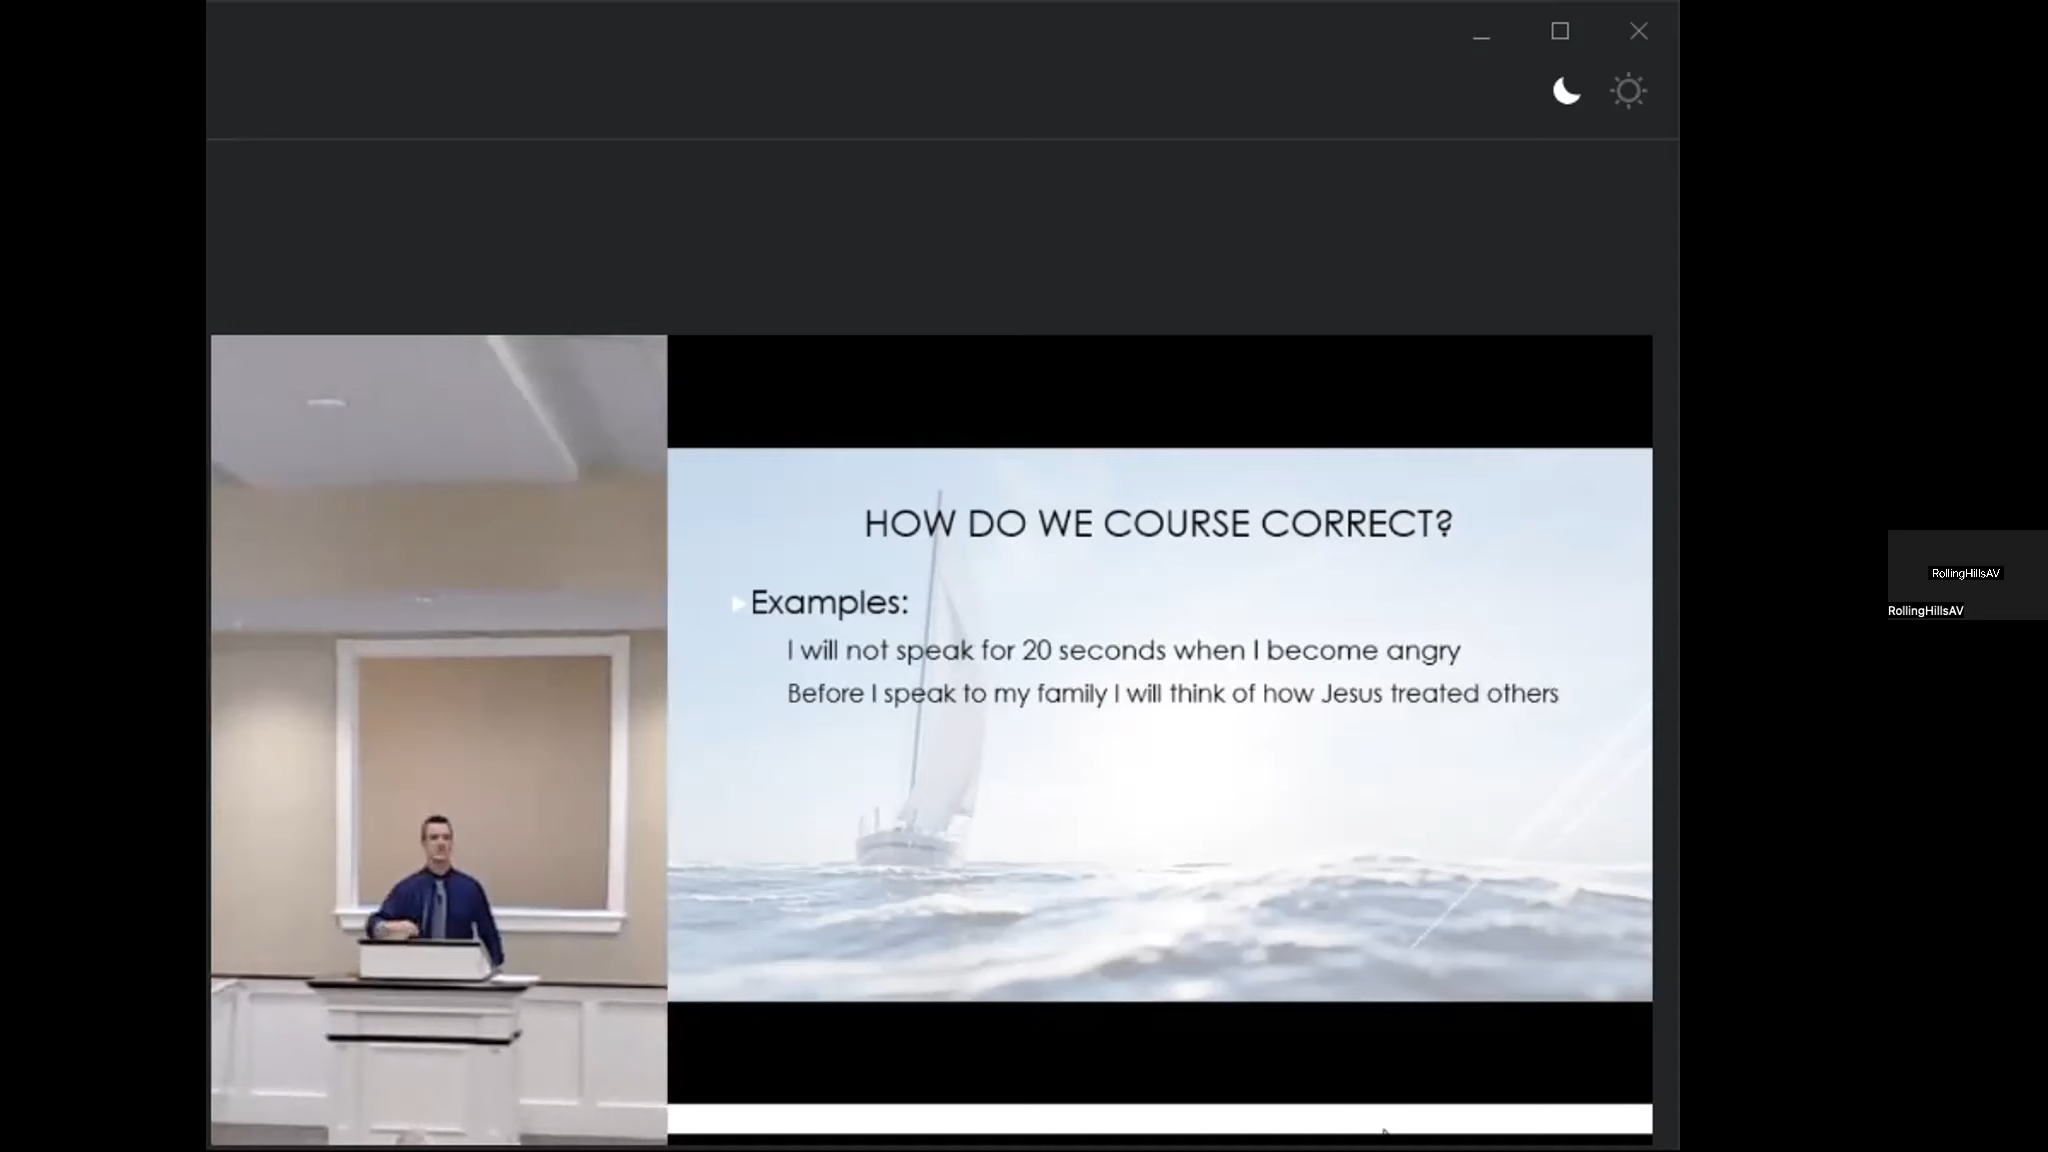 HOW DO WE COURSE CORRECT?
Examples:
I will not speak for 20 seconds when I become angry
Before I speak to my family I will think of how Jesus treated others
RollingHillsAV
RollingHillsAV